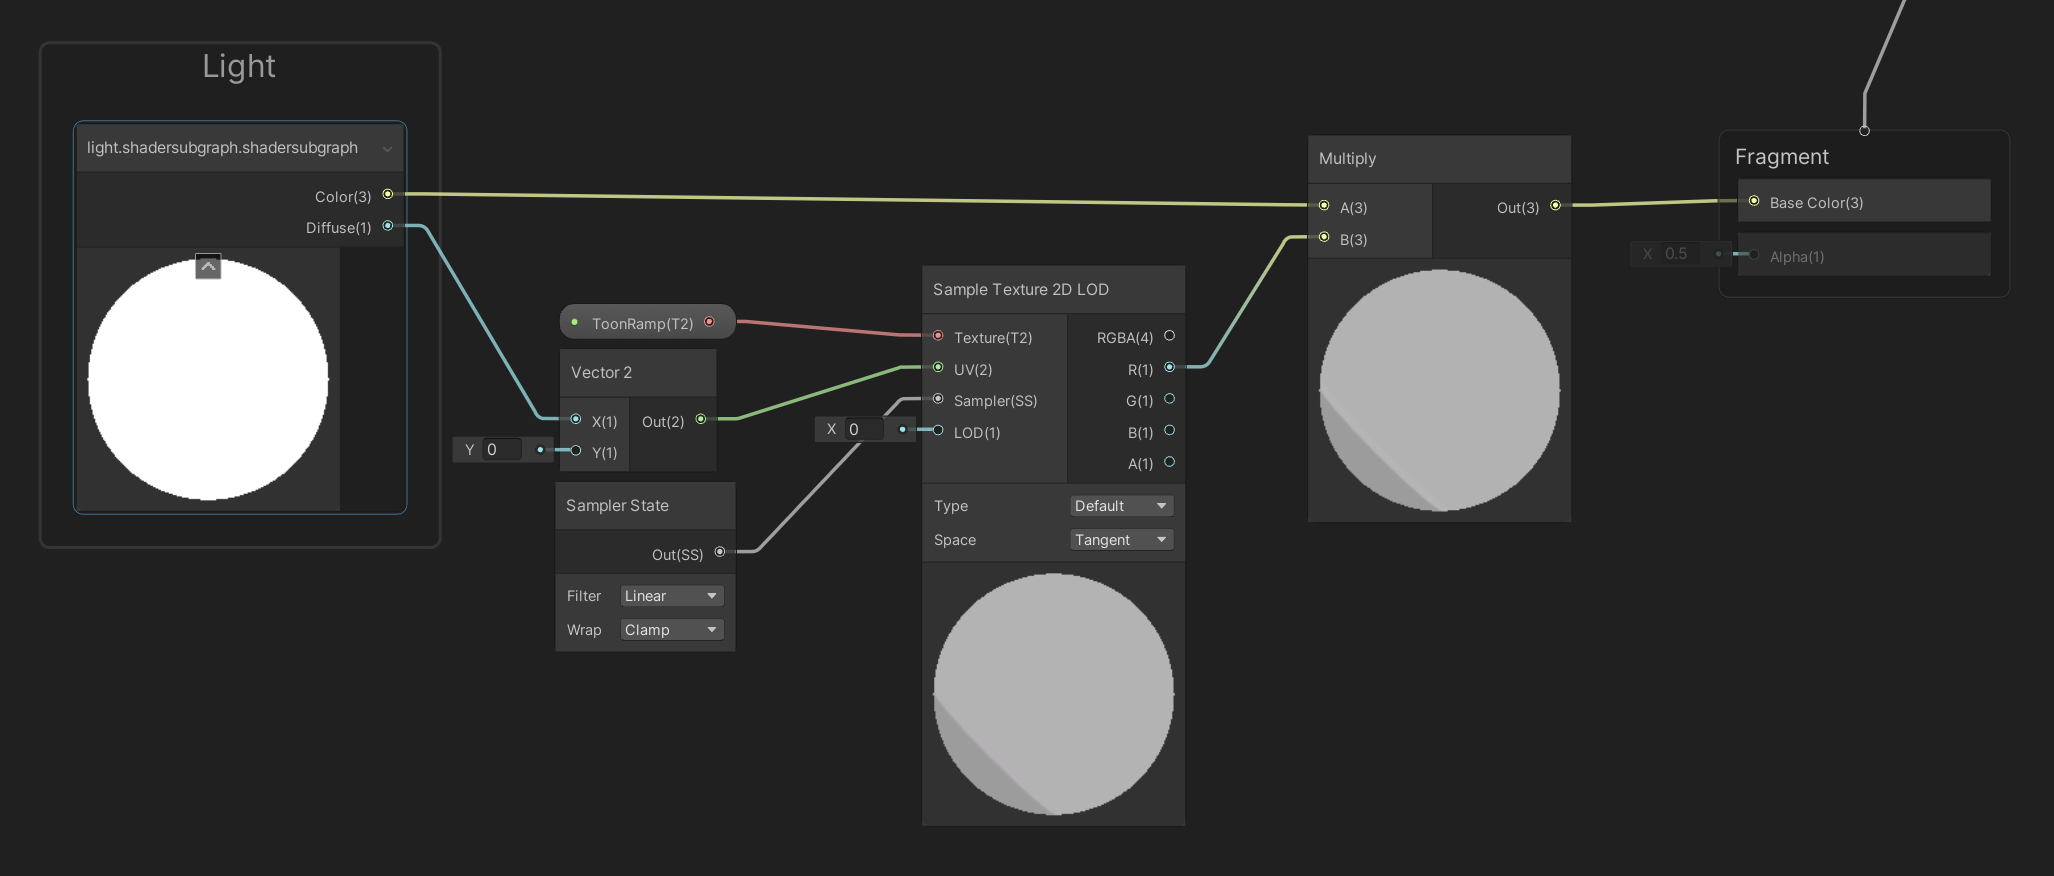 Light
light.shadersubgraph.shadersubgraph
Color(3)
Diffuse(1)
ToonRamp(T2)
Vector 2
X(1)
Out(2)
Y 0
Y(1)
Sampler State
Out(SS)
Filter Linear
Wrap Clamp
Sample Texture 2D LOD
Texture(T2)
RGBA(4)
UV(2)
R(1)
Sampler(SS)
G(1)
X 0
LOD(1)
B(1)
A(1)
Type Default
Space Tangent
Multiply
A(3)
Out(3)
B(3)
Fragment
Base Color(3)
X 0.5
Alpha(1)